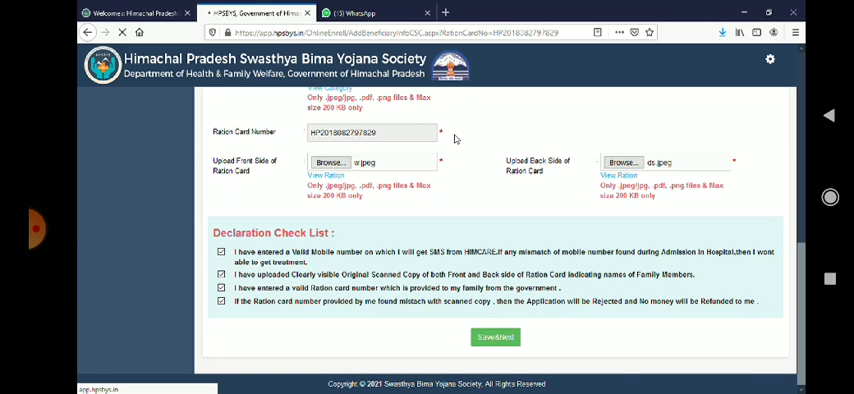 Welcome:: Himachal Pradesh
HPSBYS, Government of Himac
(15) WhatsApp
https://app.hpsbys.in/OnlineEnroll/AddBeneficiaryInfoCSC.aspx?RationCardNo=HP2018082797829
Himachal Pradesh Swasthya Bima Yojana Society
Department of Health & Family Welfare, Government of Himachal Pradesh
View Category
Only .jpeg/jpg, .pdf, .png files & Max
size 200 KB only
Ration Card Number : HP2018082797829 *
Upload Front Side of Ration Card : Browse... w.jpeg *
View Ration
Only .jpeg/jpg, .pdf, .png files & Max
size 200 KB only
Upload Back Side of Ration Card : Browse... ds.jpeg *
View Ration
Only .jpeg/jpg, .pdf, .png files & Max
size 200 KB only
Declaration Check List :
I have entered a Valid Mobile number on which I will get SMS from HIMCARE.If any mismatch of mobile number found during Admission in Hospital,then I wont
able to get treatment.
I have uploaded Clearly visible Original Scanned Copy of both Front and Back side of Ration Card indicating names of Family Members.
I have entered a valid Ration card number which is provided to my family from the government .
If the Ration card number provided by me found mistach with scanned copy , then the Application will be Rejected and No money will be Refunded to me .
Save&Next
Copyright © 2021 Swasthya Bima Yojana Society, All Rights Reserved
app.hpsbys.in